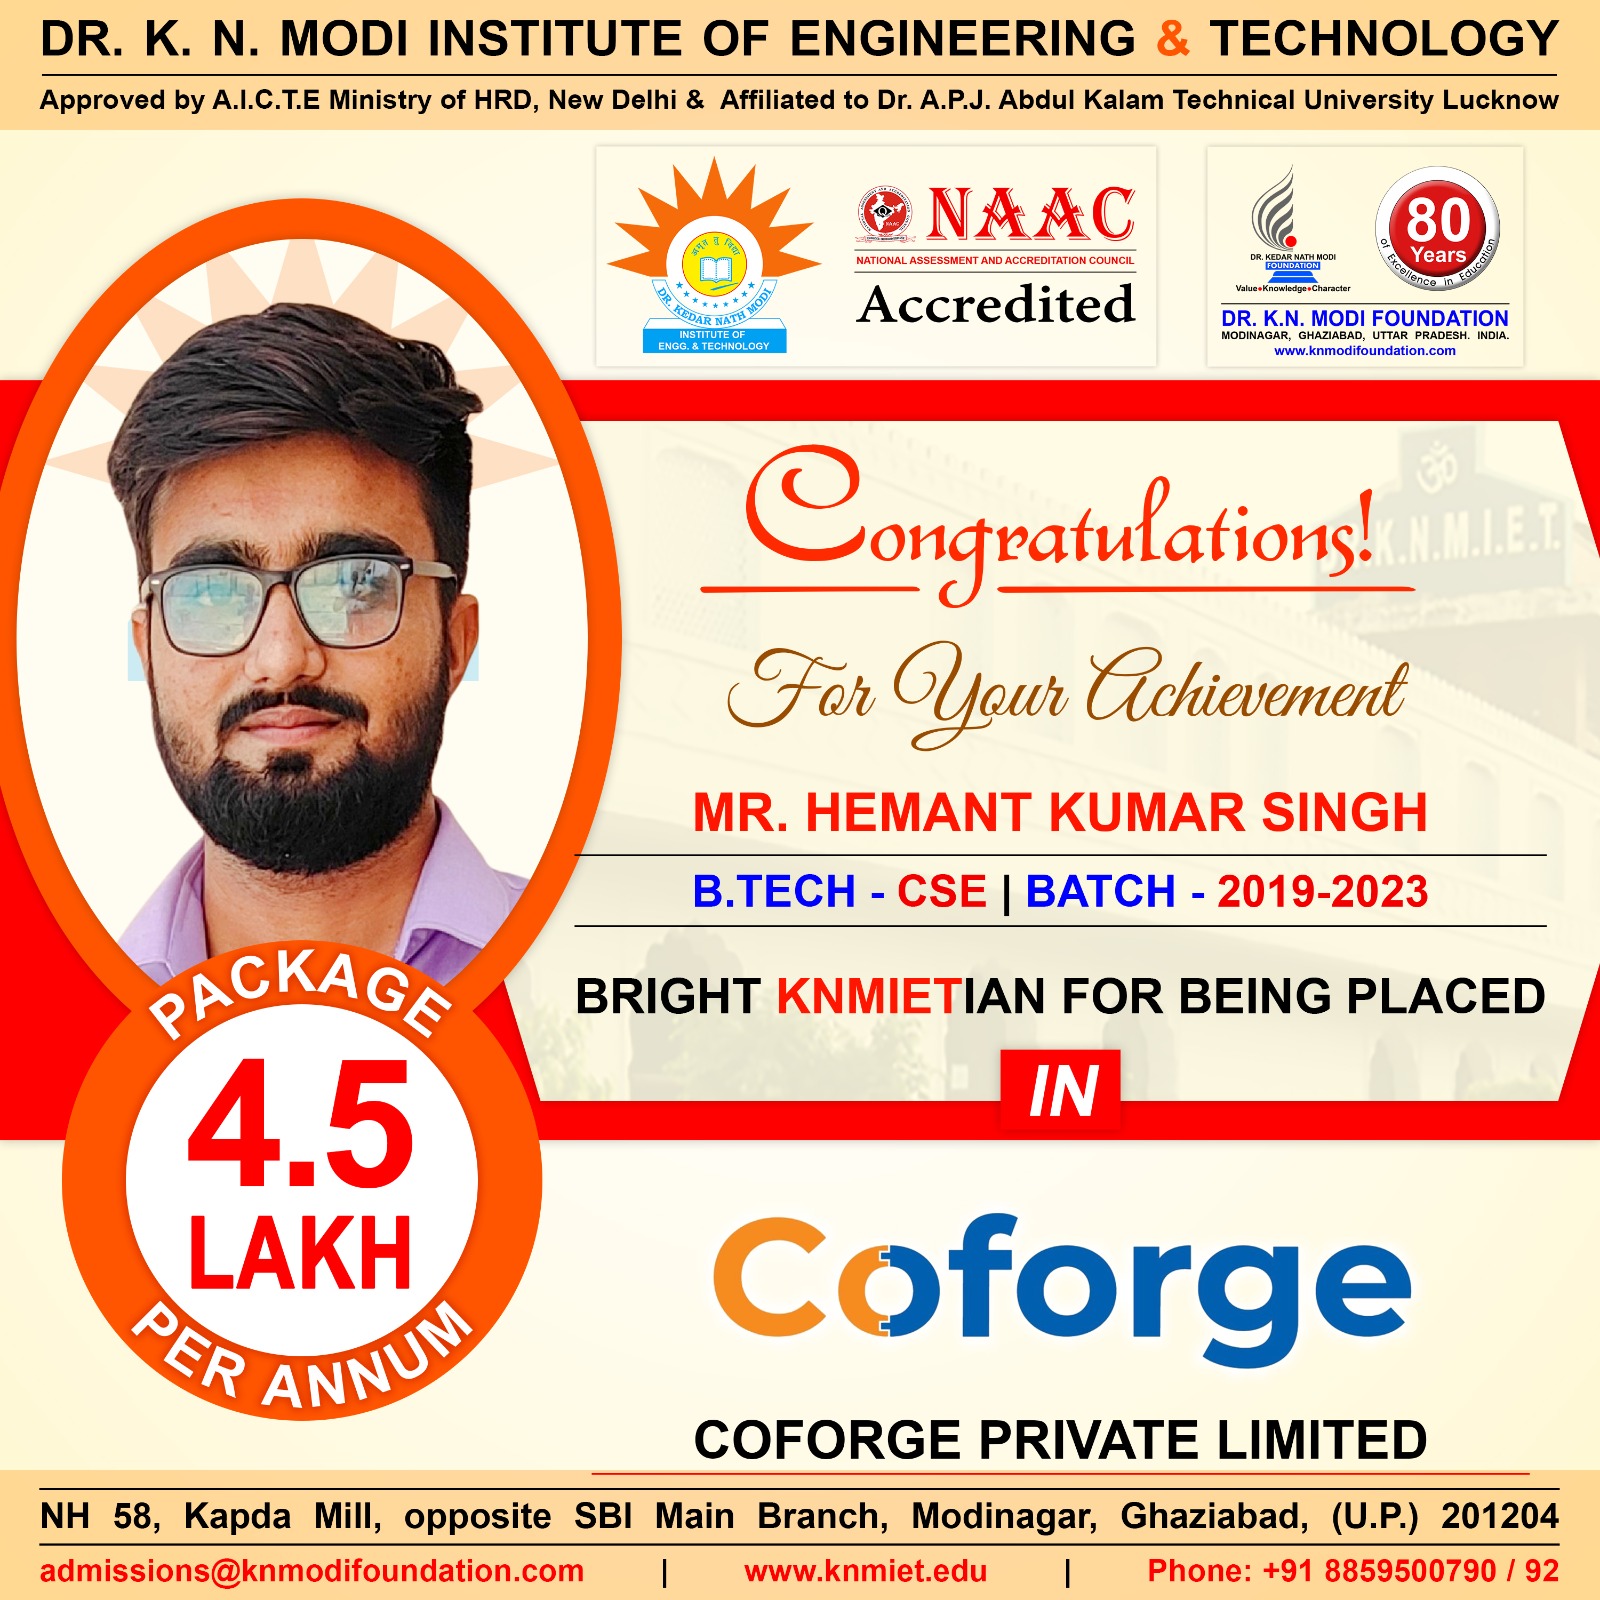 DR. K. N. MODI INSTITUTE OF ENGINEERING & TECHNOLOGY
Approved by A.I.C.T.E Ministry of HRD, New Delhi & Affiliated to Dr. A.P.J. Abdul Kalam Technical University Lucknow
DR. KEDAR NATH MODI
INSTITUTE OF
ENGG. & TECHNOLOGY
NAAC
NATIONAL ASSESSMENT AND ACCREDITATION COUNCIL
Accredited
DR. KEDAR NATH MODI
FOUNDATION
Value•Knowledge•Character
80
Years
of Excellence in Education
DR. K.N. MODI FOUNDATION
MODINAGAR, GHAZIABAD, UTTAR PRADESH. INDIA.
www.knmodifoundation.com
Congratulations!
ॐ
K.N.M.I.E.T.
For Your Achievement
MR. HEMANT KUMAR SINGH
B.TECH - CSE | BATCH - 2019-2023
BRIGHT KNMIETIAN FOR BEING PLACED
IN
PACKAGE
4.5
LAKH
PER ANNUM
Coforge
COFORGE PRIVATE LIMITED
NH 58, Kapda Mill, opposite SBI Main Branch, Modinagar, Ghaziabad, (U.P.) 201204
admissions@knmodifoundation.com | www.knmiet.edu | Phone: +91 8859500790 / 92